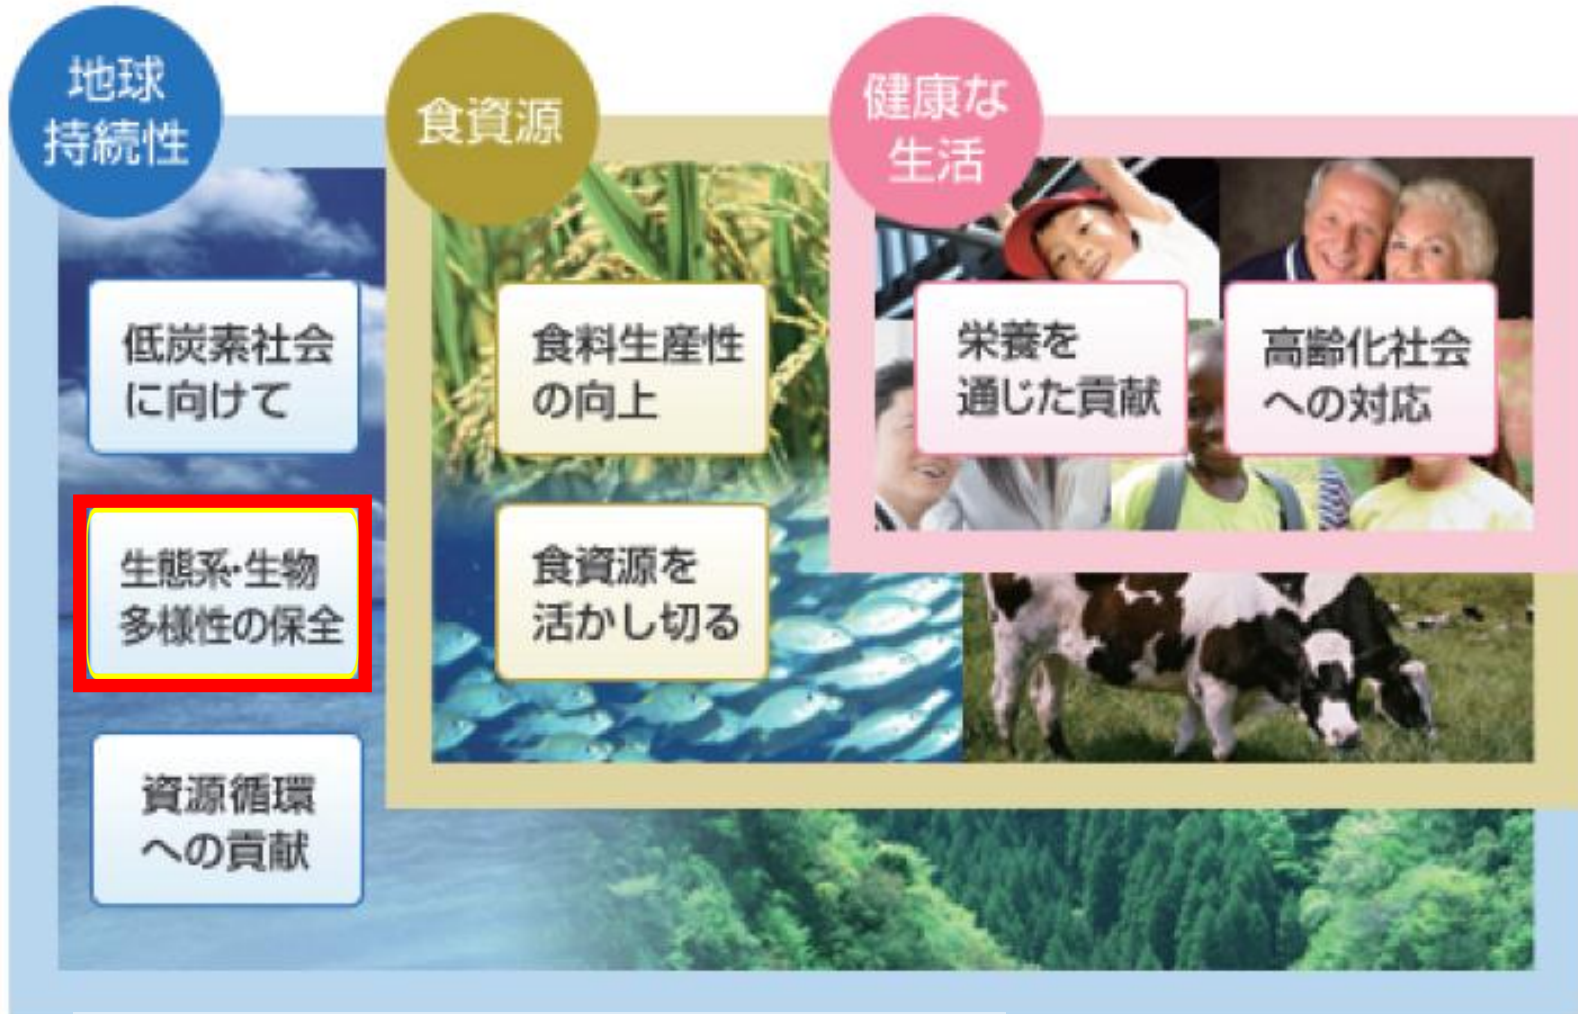 地球
持続性
食資源
健康な
生活
低炭素社会
に向けて
生態系・生物
多様性の保全
資源循環
への貢献
食料生産性
の向上
食資源を
活かし切る
栄養を
通じた貢献
高齢化社会
への対応